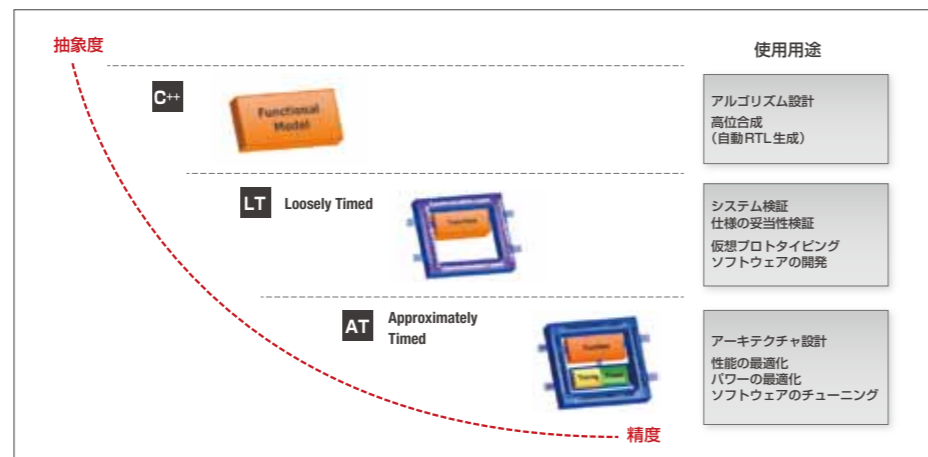 抽象度
使用用途
C++
Functional
Model
アルゴリズム設計
高位合成
(自動RTL生成)
LT Loosely Timed
Function
システム検証
仕様の妥当性検証
仮想プロトタイピング
ソフトウェアの開発
AT Approximately
Timed
Function
Timing Power
アーキテクチャ設計
性能の最適化
パワーの最適化
ソフトウェアのチューニング
精度